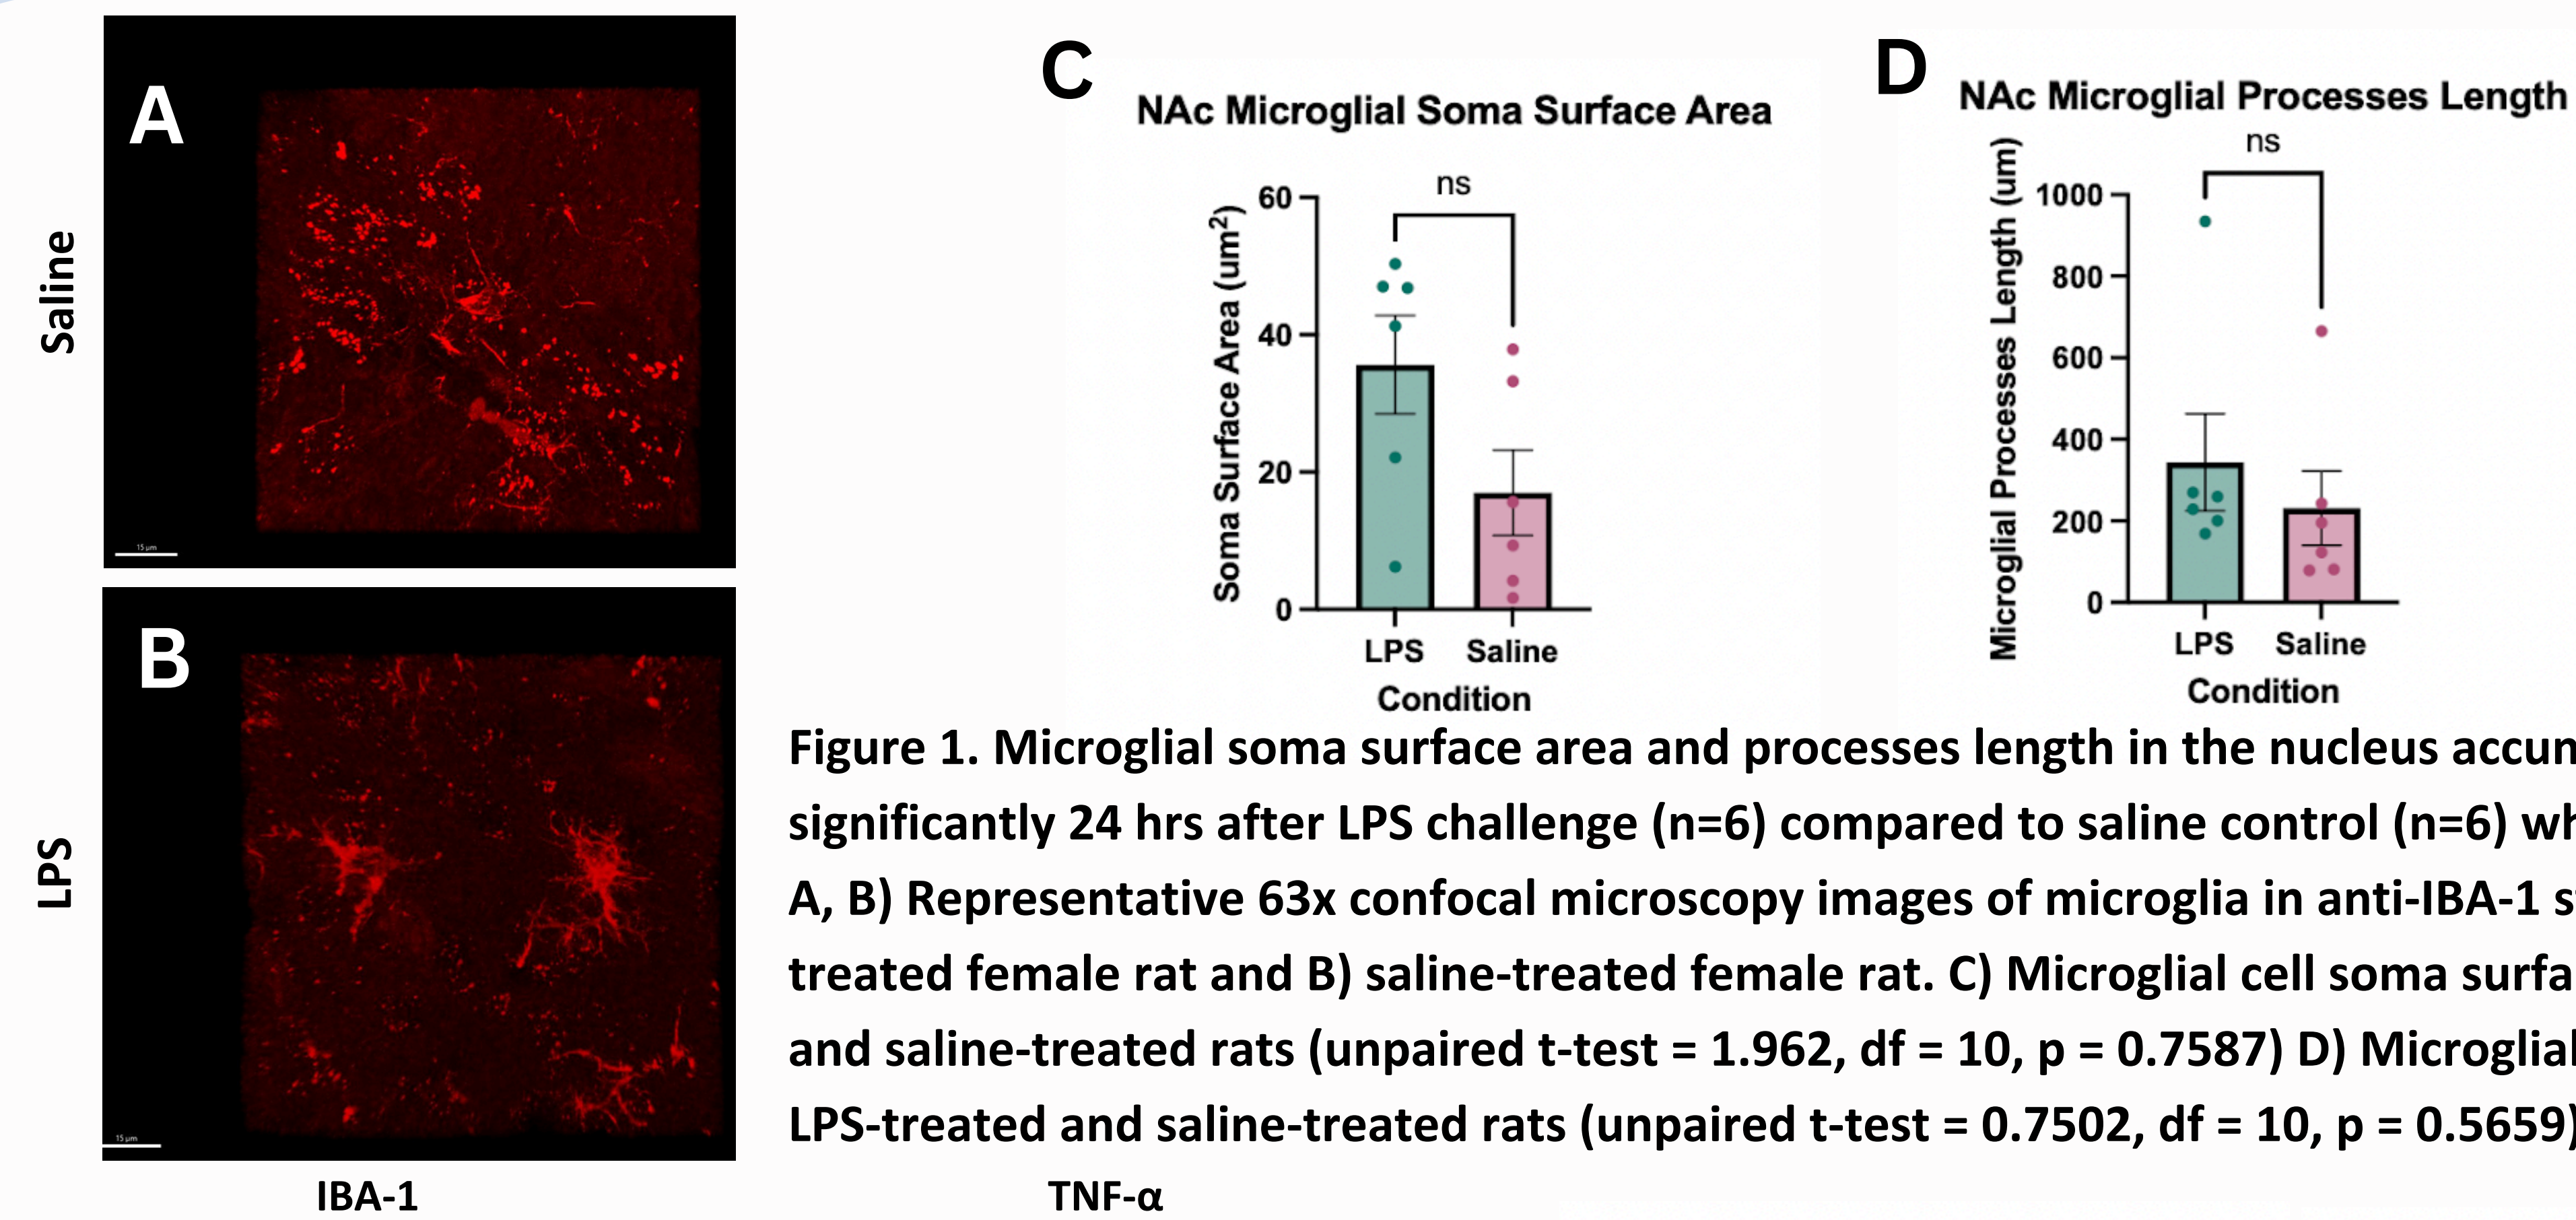 A
Saline
15 µm
B
LPS
15 µm
IBA-1
TNF-α
C
NAc Microglial Soma Surface Area
ns
Soma Surface Area (um²)
60
40
20
0
LPS Saline
Condition
D
NAc Microglial Processes Length
ns
Microglial Processes Length (um)
1000
800
600
400
200
0
LPS Saline
Condition
Figure 1. Microglial soma surface area and processes length in the nucleus accun
significantly 24 hrs after LPS challenge (n=6) compared to saline control (n=6) wh
A, B) Representative 63x confocal microscopy images of microglia in anti-IBA-1 s
treated female rat and B) saline-treated female rat. C) Microglial cell soma surfa
and saline-treated rats (unpaired t-test = 1.962, df = 10, p = 0.7587) D) Microglial
LPS-treated and saline-treated rats (unpaired t-test = 0.7502, df = 10, p = 0.5659)